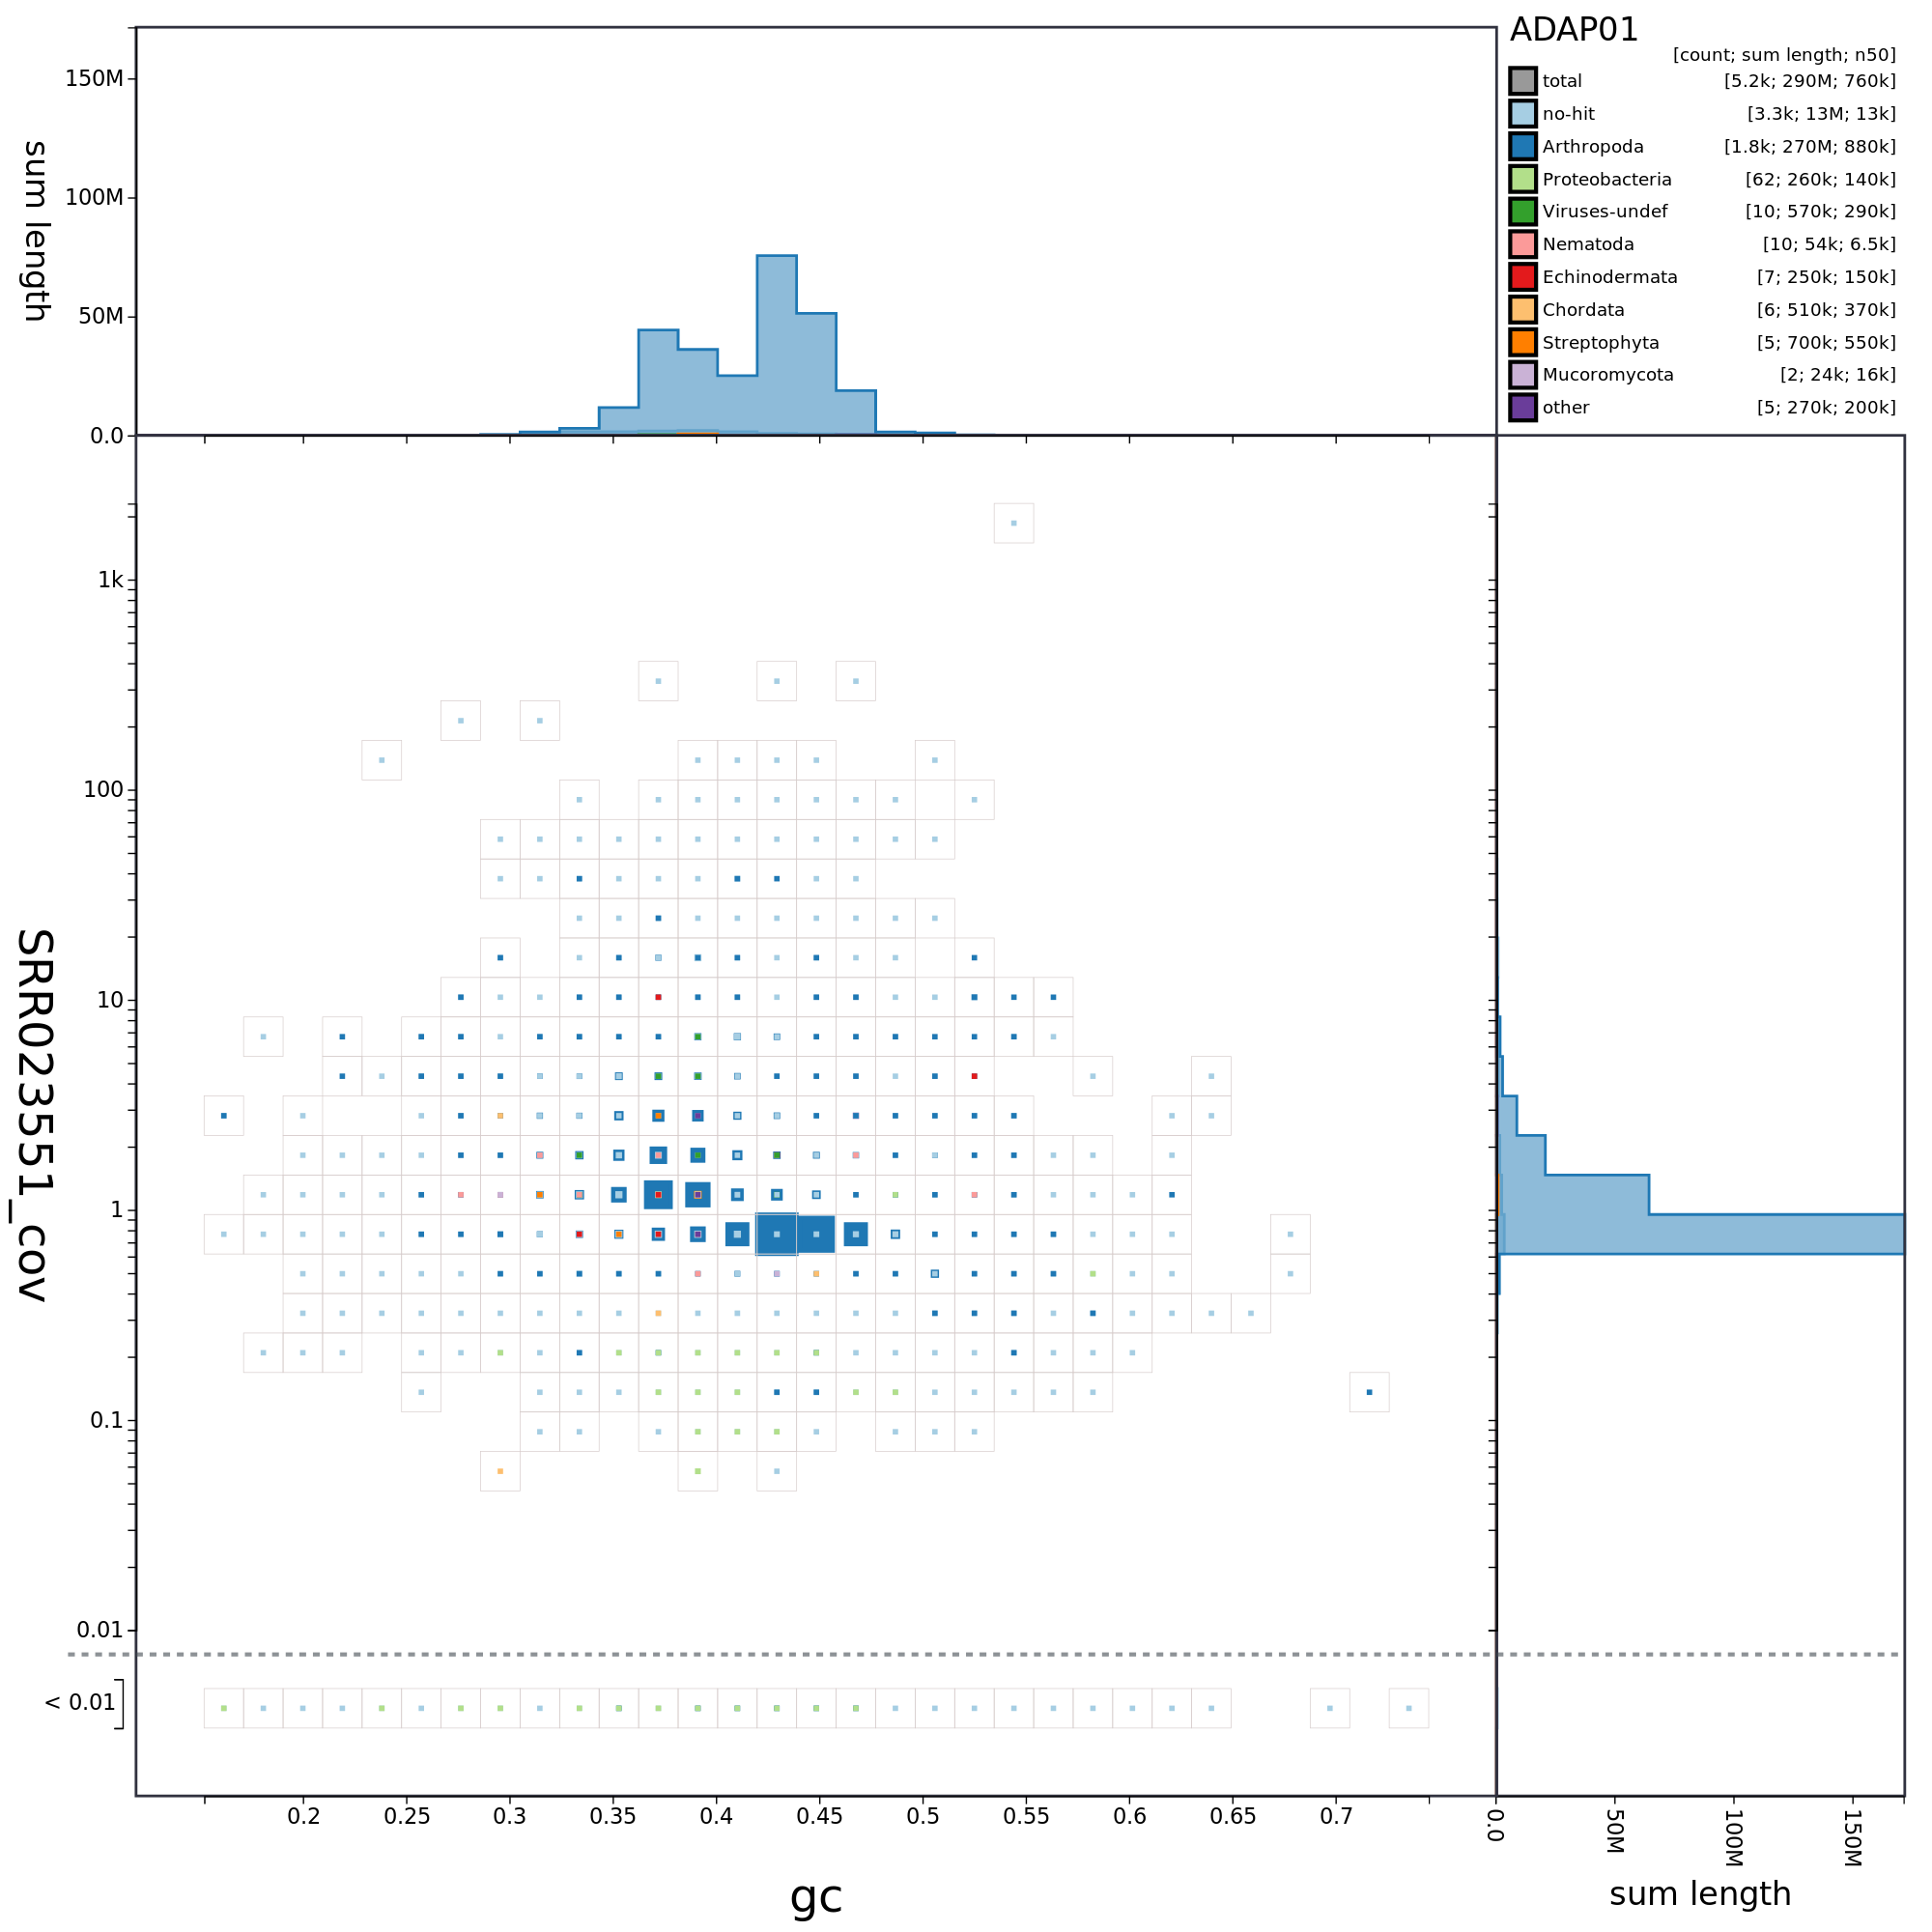 ADAP01
[count; sum length; n50]
total [5.2k; 290M; 760k]
no-hit [3.3k; 13M; 13k]
Arthropoda [1.8k; 270M; 880k]
Proteobacteria [62; 260k; 140k]
Viruses-undef [10; 570k; 290k]
Nematoda [10; 54k; 6.5k]
Echinodermata [7; 250k; 150k]
Chordata [6; 510k; 370k]
Streptophyta [5; 700k; 550k]
Mucoromycota [2; 24k; 16k]
other [5; 270k; 200k]
sum length
150M
100M
50M
0.0
SRR023551_cov
1k
100
10
1
0.1
0.01
< 0.01
0.2 0.25 0.3 0.35 0.4 0.45 0.5 0.55 0.6 0.65 0.7
gc
0.0 50M 100M 150M
sum length